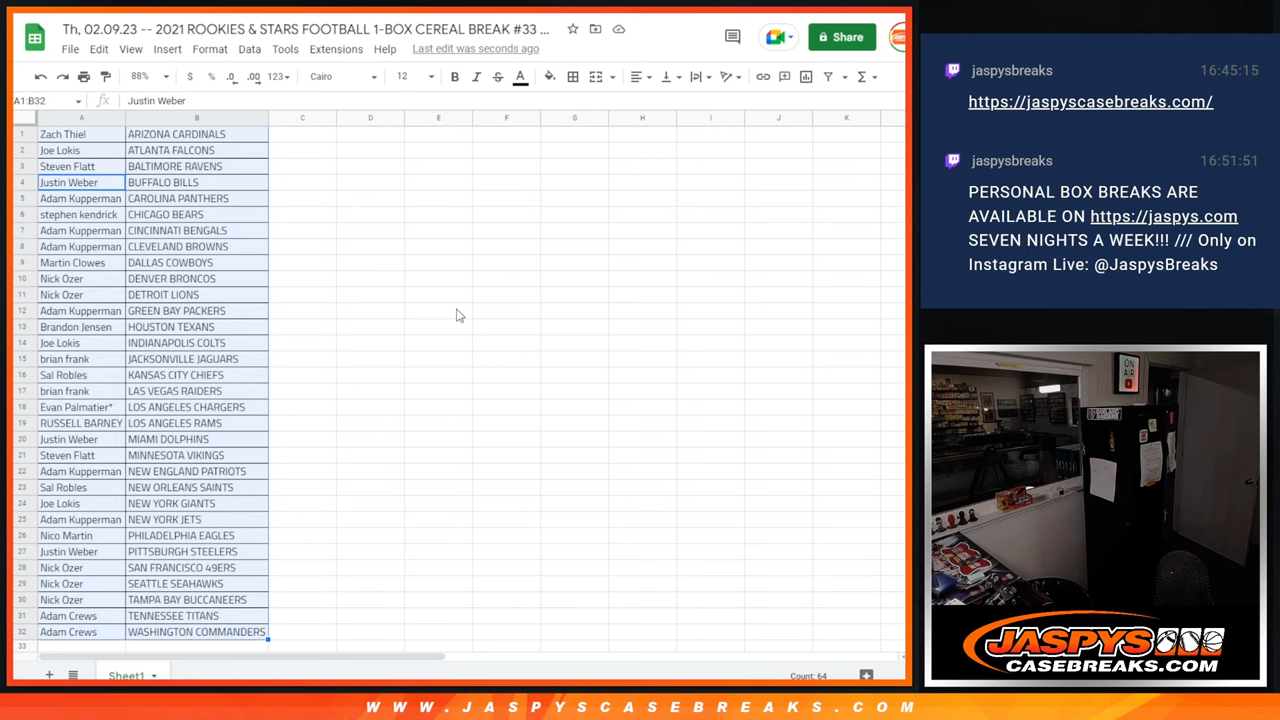 Th, 02.09.23 -- 2021 ROOKIES & STARS FOOTBALL 1-BOX CEREAL BREAK #33 ...
File Edit View Insert Format Data Tools Extensions Help Last edit was seconds ago
Share
88% $ % .0 .00 123 Cairo 12 B I S A
A1:B32 fx Justin Weber
A B C D E F G H I J K
1 Zach Thiel ARIZONA CARDINALS
2 Joe Lokis ATLANTA FALCONS
3 Steven Flatt BALTIMORE RAVENS
4 Justin Weber BUFFALO BILLS
5 Adam Kupperman CAROLINA PANTHERS
6 stephen kendrick CHICAGO BEARS
7 Adam Kupperman CINCINNATI BENGALS
8 Adam Kupperman CLEVELAND BROWNS
9 Martin Clowes DALLAS COWBOYS
10 Nick Ozer DENVER BRONCOS
11 Nick Ozer DETROIT LIONS
12 Adam Kupperman GREEN BAY PACKERS
13 Brandon Jensen HOUSTON TEXANS
14 Joe Lokis INDIANAPOLIS COLTS
15 brian frank JACKSONVILLE JAGUARS
16 Sal Robles KANSAS CITY CHIEFS
17 brian frank LAS VEGAS RAIDERS
18 Evan Palmatier* LOS ANGELES CHARGERS
19 RUSSELL BARNEY LOS ANGELES RAMS
20 Justin Weber MIAMI DOLPHINS
21 Steven Flatt MINNESOTA VIKINGS
22 Adam Kupperman NEW ENGLAND PATRIOTS
23 Sal Robles NEW ORLEANS SAINTS
24 Joe Lokis NEW YORK GIANTS
25 Adam Kupperman NEW YORK JETS
26 Nico Martin PHILADELPHIA EAGLES
27 Justin Weber PITTSBURGH STEELERS
28 Nick Ozer SAN FRANCISCO 49ERS
29 Nick Ozer SEATTLE SEAHAWKS
30 Nick Ozer TAMPA BAY BUCCANEERS
31 Adam Crews TENNESSEE TITANS
32 Adam Crews WASHINGTON COMMANDERS
33
Sheet1 Count: 64
jaspysbreaks 16:45:15
https://jaspyscasebreaks.com/
jaspysbreaks 16:51:51
PERSONAL BOX BREAKS ARE
AVAILABLE ON https://jaspys.com
SEVEN NIGHTS A WEEK!!! /// Only on
Instagram Live: @JaspysBreaks
ON
AIR
JASPYS
CASEBREAKS.COM
WWW.JASPYSCASEBREAKS.COM